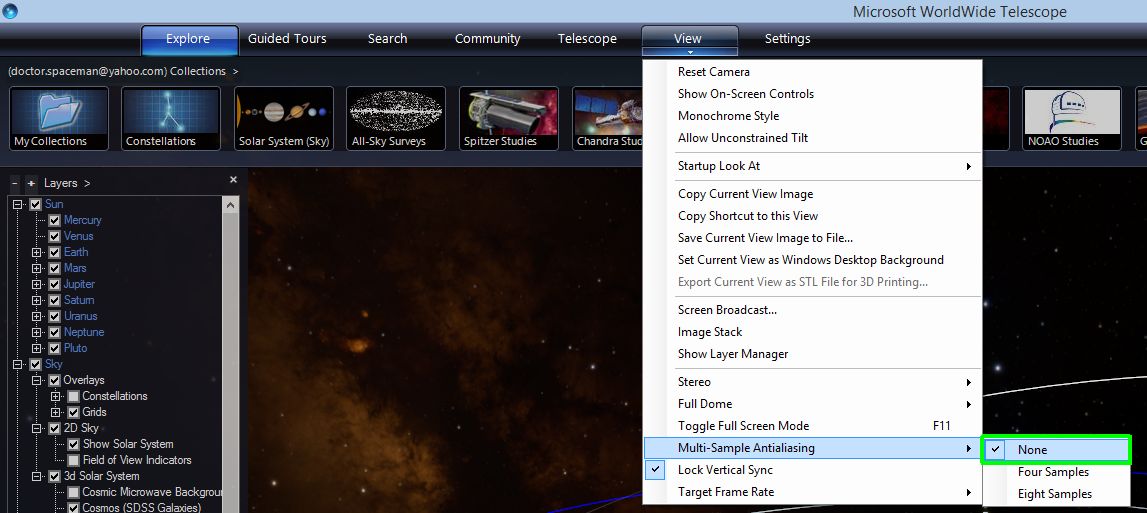 Microsoft WorldWide Telescope
Explore
Guided Tours
Search
Community
Telescope
View
Settings
(doctor.spaceman@yahoo.com) Collections >
My Collections
Constellations
Solar System (Sky)
All-Sky Surveys
Spitzer Studies
Chandra Stud
NOAO Studies
G
- + Layers >
Sun
Mercury
Venus
Earth
Mars
Jupiter
Saturn
Uranus
Neptune
Pluto
Sky
Overlays
Constellations
Grids
2D Sky
Show Solar System
Field of View Indicators
3d Solar System
Cosmic Microwave Backgroun
Cosmos (SDSS Galaxies)
Reset Camera
Show On-Screen Controls
Monochrome Style
Allow Unconstrained Tilt
Startup Look At
Copy Current View Image
Copy Shortcut to this View
Save Current View Image to File...
Set Current View as Windows Desktop Background
Export Current View as STL File for 3D Printing...
Screen Broadcast...
Image Stack
Show Layer Manager
Stereo
Full Dome
Toggle Full Screen Mode F11
Multi-Sample Antialiasing
Lock Vertical Sync
Target Frame Rate
None
Four Samples
Eight Samples